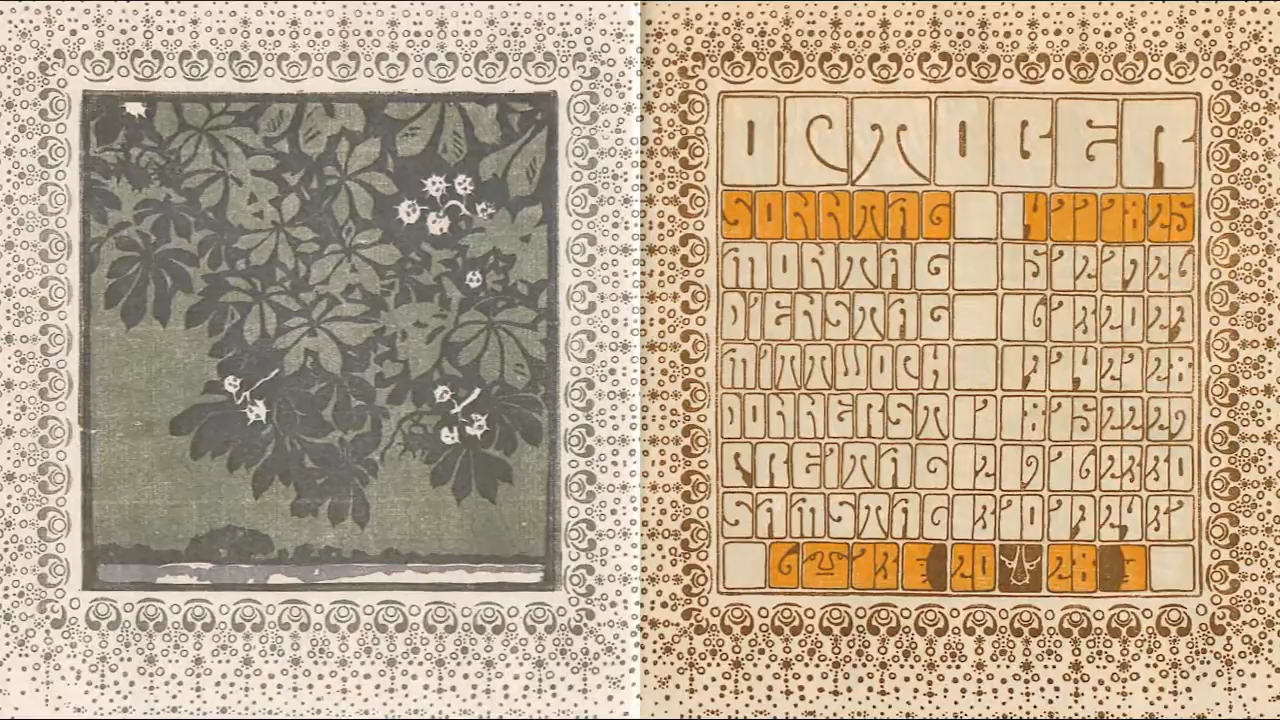 OCTOBER
SONNTAG 4 11 18 25
MONTAG 5 12 19 26
DIENSTAG 6 13 20 27
MITTWOCH 7 14 21 28
DONNERST 1 8 15 22 29
FREITAG 2 9 16 23 30
SAMSTAG 3 10 17 24 31
6 13 20 28